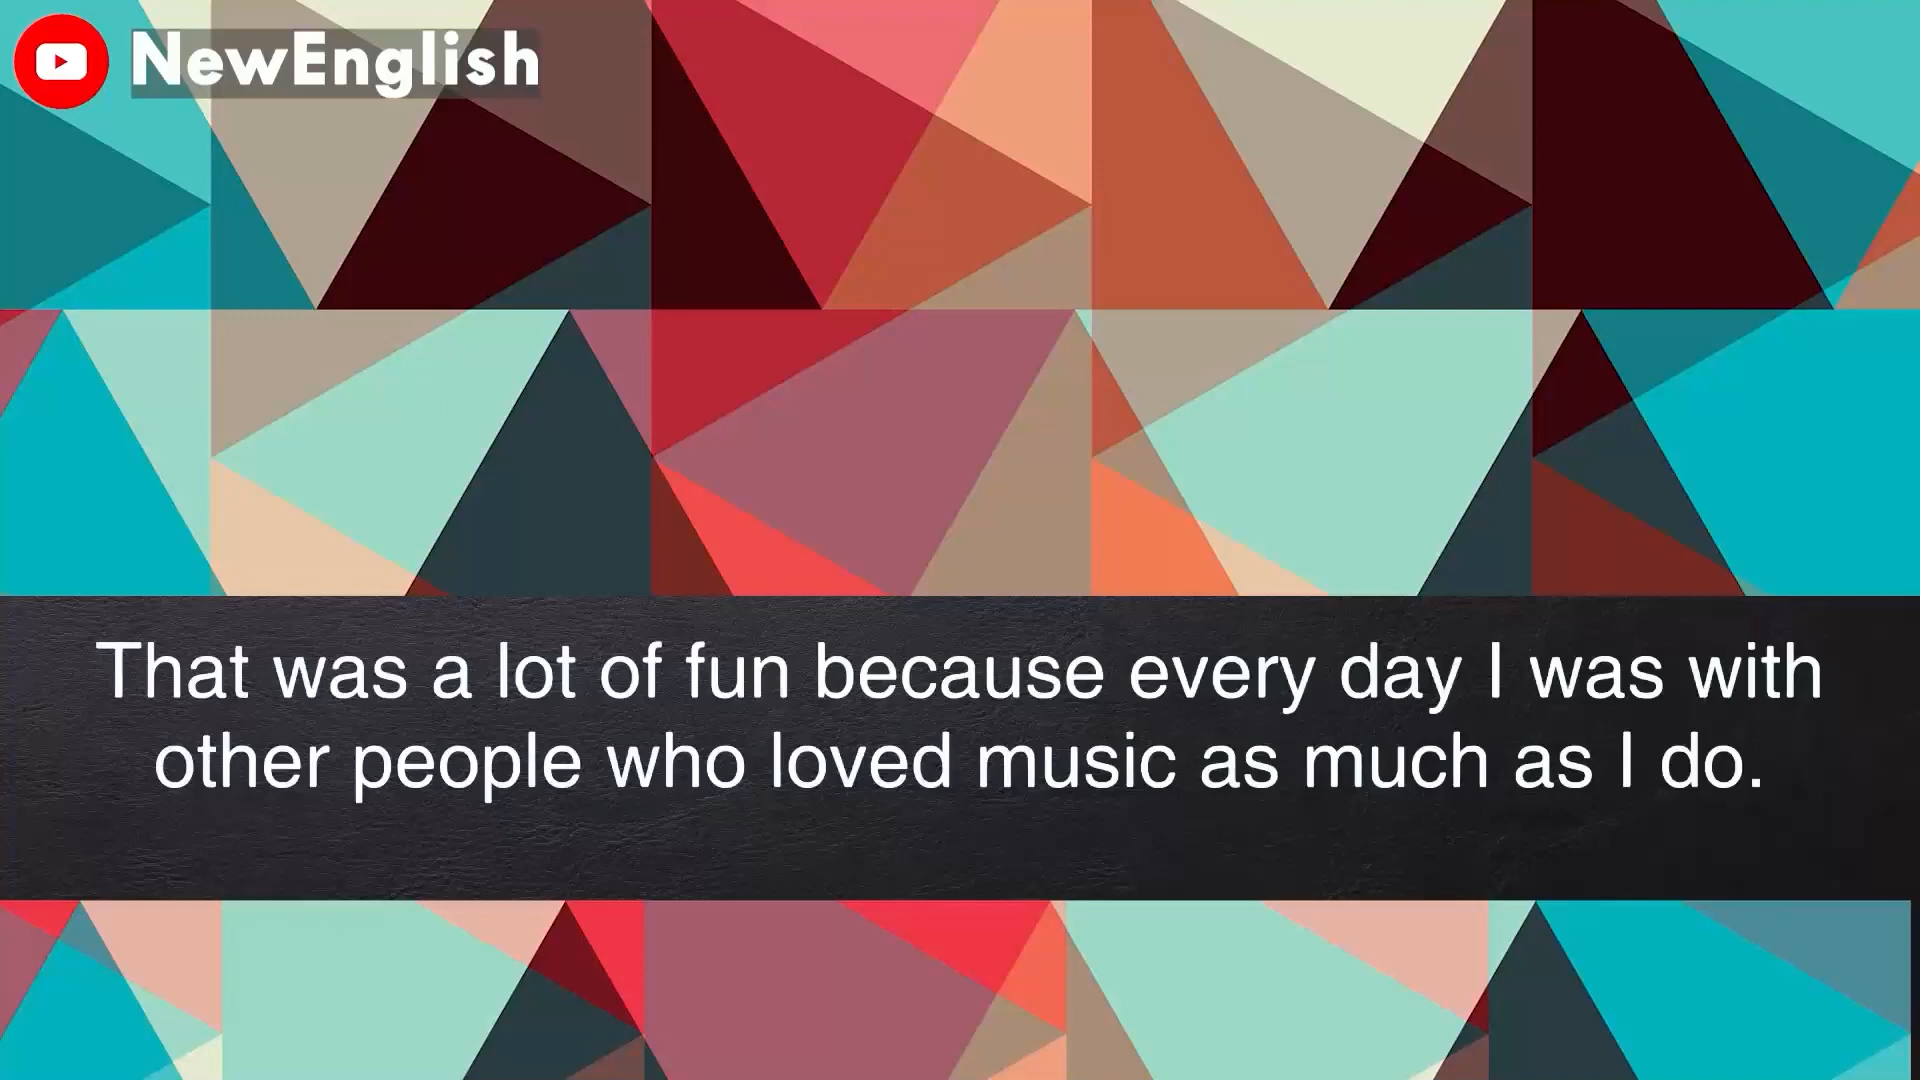 NewEnglish
That was a lot of fun because every day I was with
other people who loved music as much as I do.